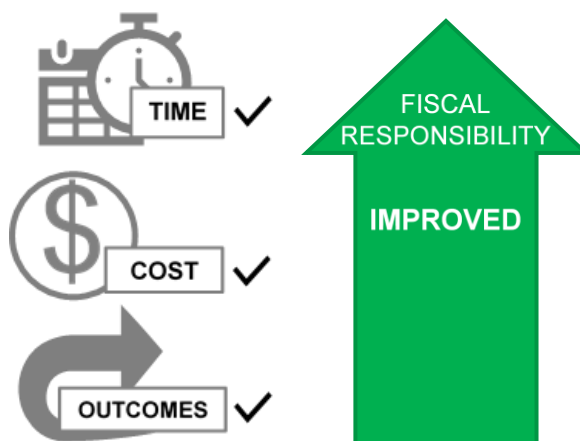 TIME
COST
OUTCOMES
FISCAL
RESPONSIBILITY
IMPROVED
$